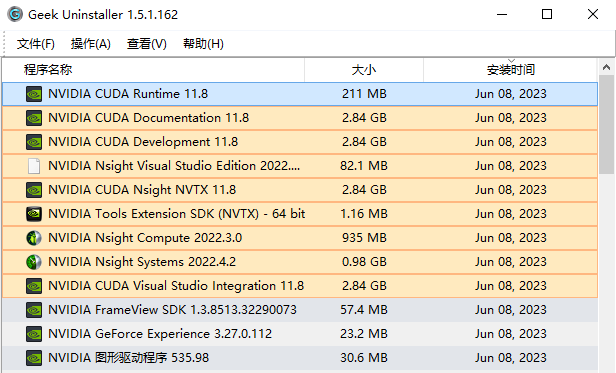 Geek Uninstaller 1.5.1.162
文件(F) 操作(A) 查看(V) 帮助(H)
程序名称 大小 安装时间
NVIDIA CUDA Runtime 11.8 211 MB Jun 08, 2023
NVIDIA CUDA Documentation 11.8 2.84 GB Jun 08, 2023
NVIDIA CUDA Development 11.8 2.84 GB Jun 08, 2023
NVIDIA Nsight Visual Studio Edition 2022.... 82.1 MB Jun 08, 2023
NVIDIA CUDA Nsight NVTX 11.8 2.84 GB Jun 08, 2023
NVIDIA Tools Extension SDK (NVTX) - 64 bit 1.16 MB Jun 08, 2023
NVIDIA Nsight Compute 2022.3.0 935 MB Jun 08, 2023
NVIDIA Nsight Systems 2022.4.2 0.98 GB Jun 08, 2023
NVIDIA CUDA Visual Studio Integration 11.8 2.84 GB Jun 08, 2023
NVIDIA FrameView SDK 1.3.8513.32290073 57.4 MB Jun 08, 2023
NVIDIA GeForce Experience 3.27.0.112 23.2 MB Jun 08, 2023
NVIDIA 图形驱动程序 535.98 30.6 MB Jun 08, 2023